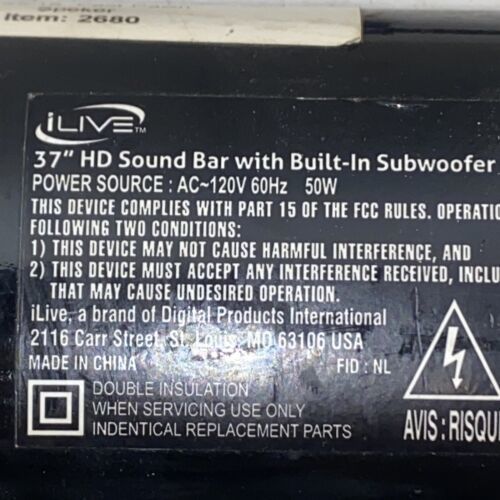 Speker
Item: 2680
iLIVE™
37" HD Sound Bar with Built-In Subwoofer
POWER SOURCE : AC~120V 60Hz 50W
THIS DEVICE COMPLIES WITH PART 15 OF THE FCC RULES. OPERATIO
FOLLOWING TWO CONDITIONS:
1) THIS DEVICE MAY NOT CAUSE HARMFUL INTERFERENCE, AND
2) THIS DEVICE MUST ACCEPT ANY INTERFERENCE RECEIVED, INCLU
THAT MAY CAUSE UNDESIRED OPERATION.
iLive, a brand of Digital Products International
2116 Carr Street, St. Louis, MO 63106 USA
MADE IN CHINA FID : NL
DOUBLE INSULATION
WHEN SERVICING USE ONLY
INDENTICAL REPLACEMENT PARTS
AVIS : RISQUE